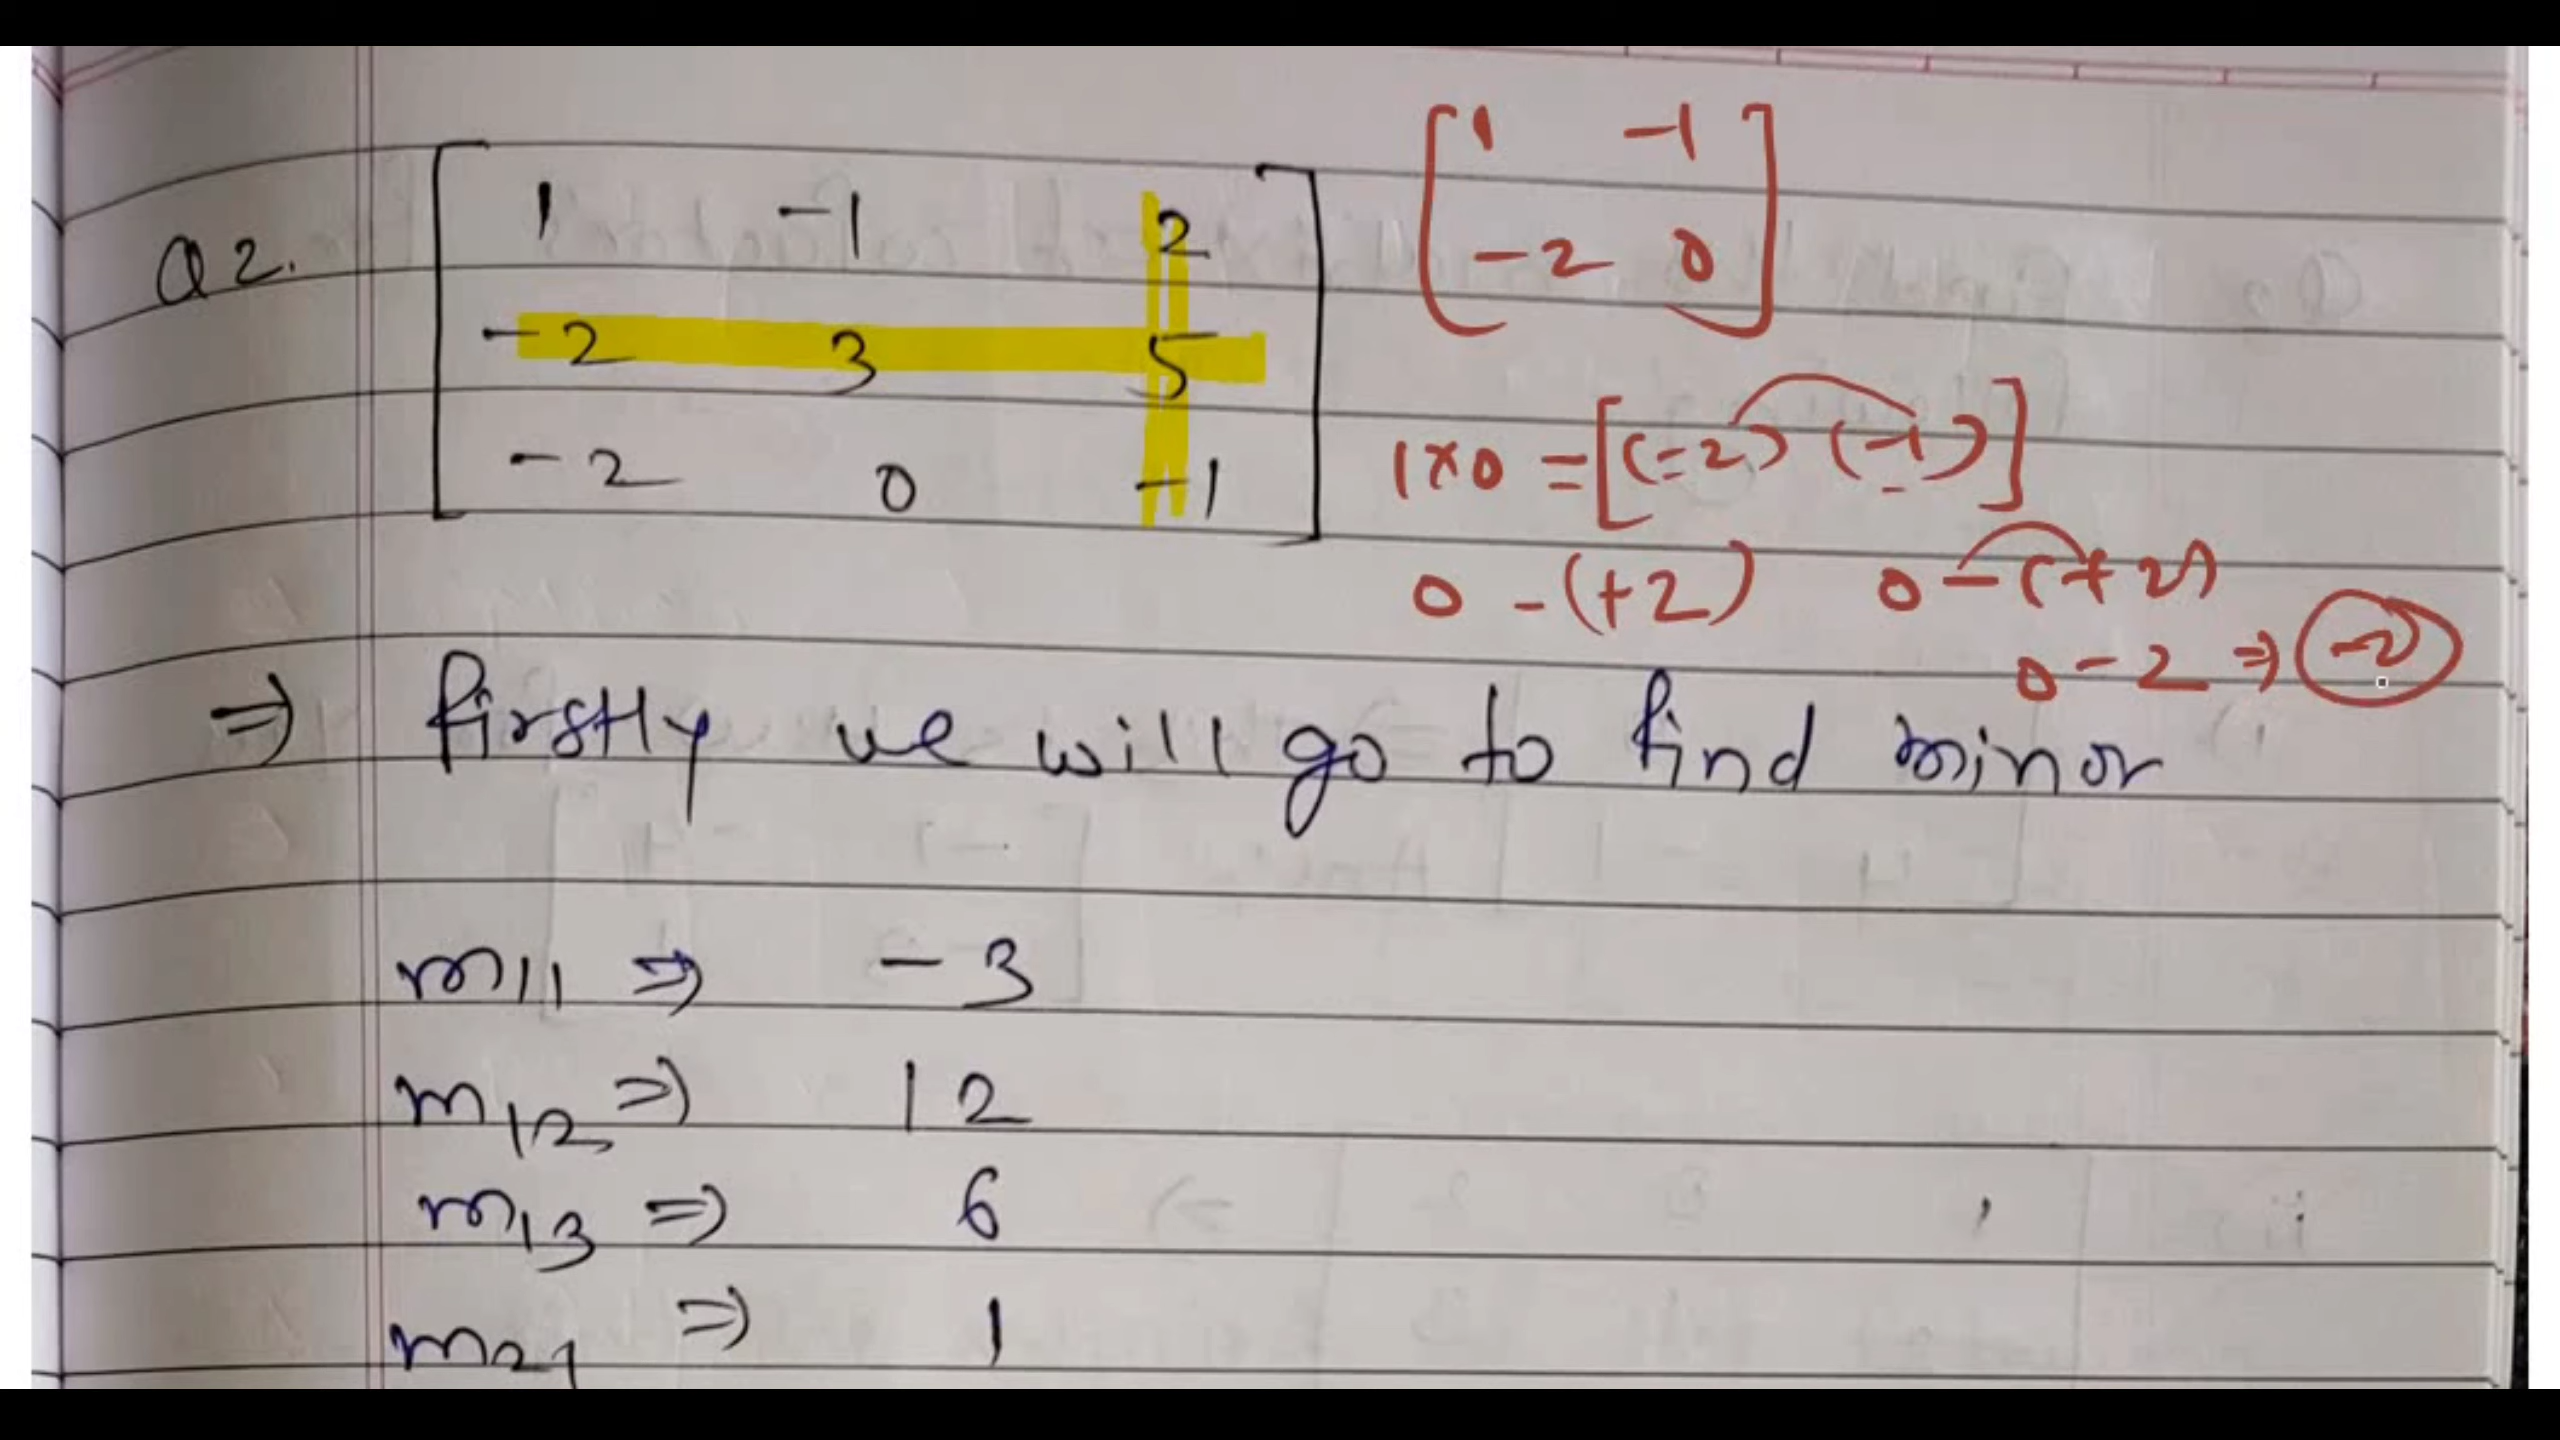 Q2.
1 -1 2
-2 3 5
-2 0 -1
1 -1
-2 0
1×0 =[(-2) (-1)]
0 -(+2) 0 -(+2)
0 - 2 ⇒ -2
⇒ firstly we will go to find minor
m11 ⇒ -3
m12 ⇒ 12
m13 ⇒ 6
m21 ⇒ 1